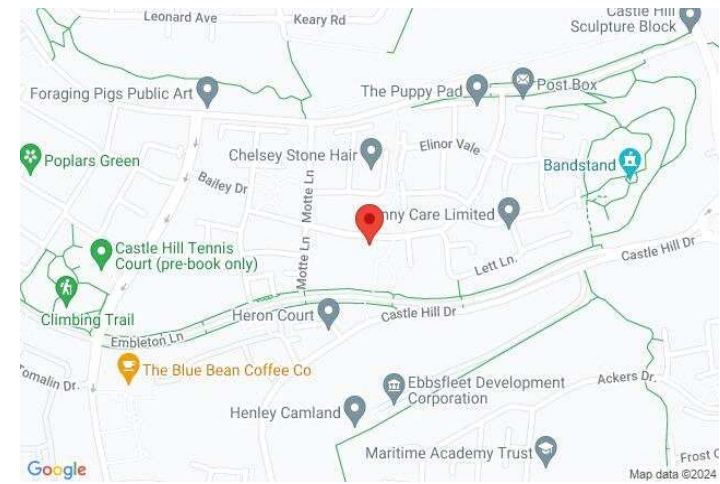 Leonard Ave
Keary Rd
Castle Hill
Sculpture Block
Foraging Pigs Public Art
The Puppy Pad
Post Box
Chelsey Stone Hair
Elinor Vale
Poplars Green
Bandstand
Bailey Dr
Motte Ln
nny Care Limited
Castle Hill Tennis
Court (pre-book only)
Motte Ln
Lett Ln.
Castle Hill Dr
Climbing Trail
Heron Court
Castle Hill Dr
Embleton Ln
The Blue Bean Coffee Co
Tomalin Dr.
Ebbsfleet Development
Corporation
Ackers Dr.
Henley Camland
Maritime Academy Trust
Frost C
Google
Map data ©2024